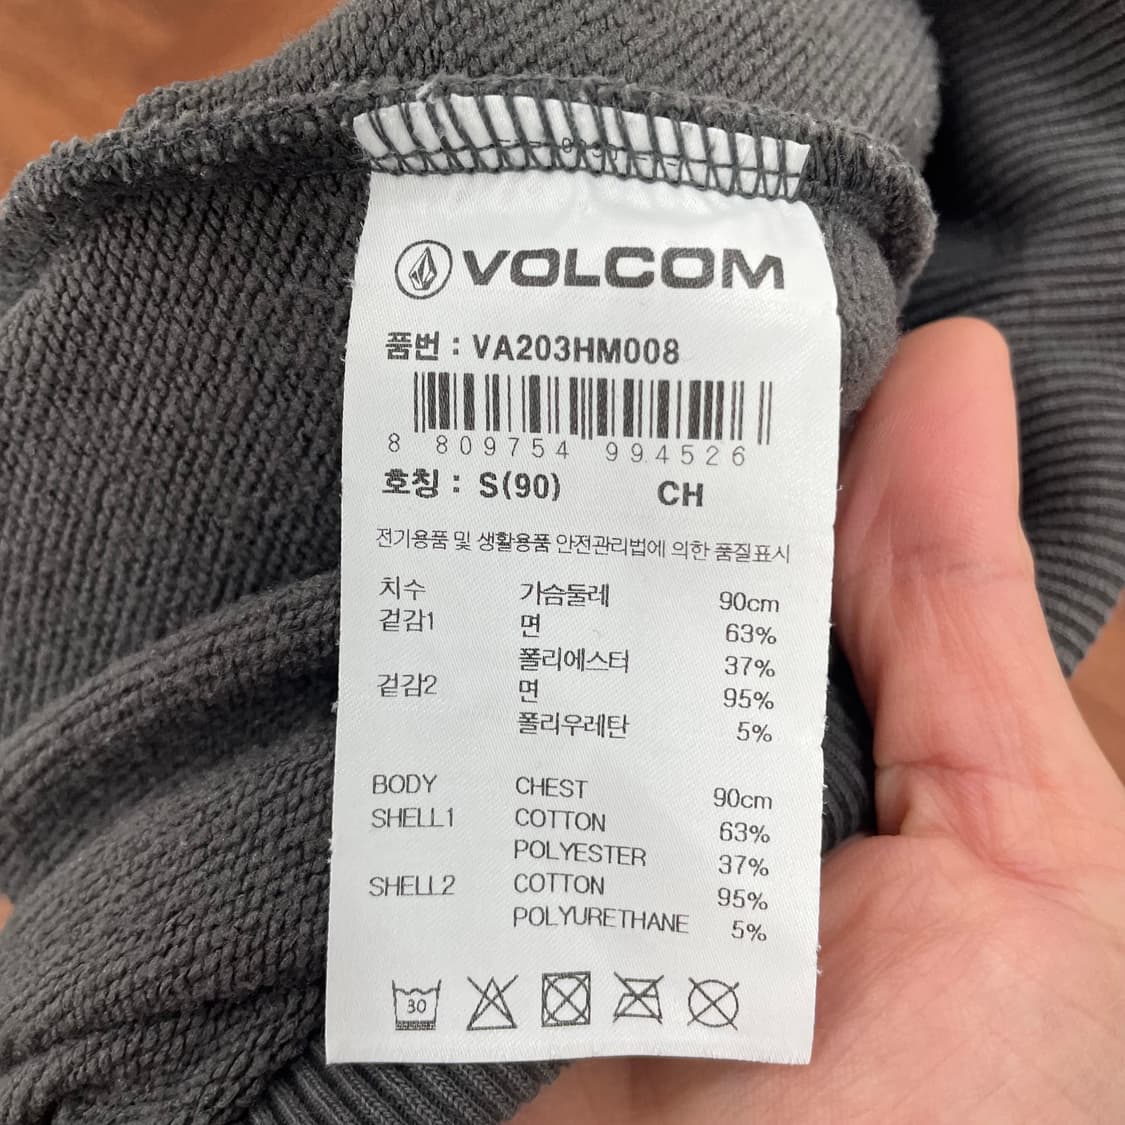 VOLCOM
품번 : VA203HM008
8 809754 994526
호칭 : S(90) CH
전기용품 및 생활용품 안전관리법에 의한 품질표시
치수 가슴둘레 90cm
겉감1 면 63%
폴리에스터 37%
겉감2 면 95%
폴리우레탄 5%
BODY CHEST 90cm
SHELL1 COTTON 63%
POLYESTER 37%
SHELL2 COTTON 95%
POLYURETHANE 5%
30